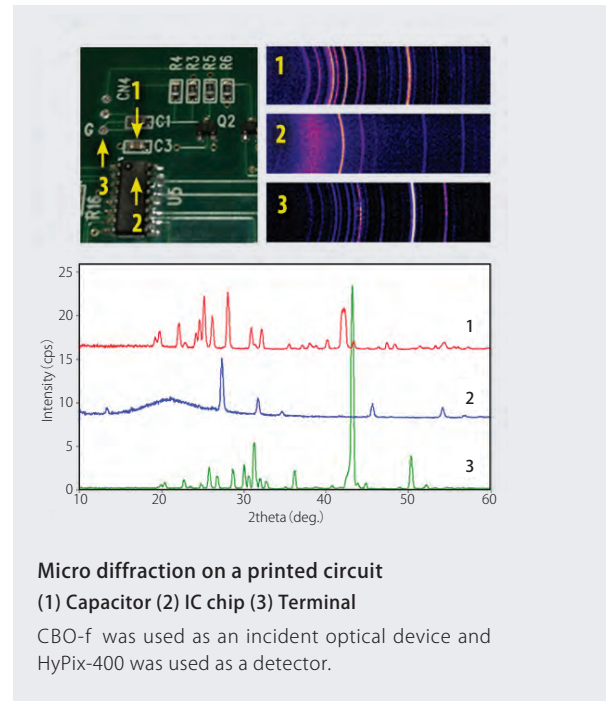 R4 R3 R5 R6
CN4
1
1
C1
Q2
G
C3
2
3
R16
2
U5
3
25
20
15
10
5
0
Intensity (cps)
1
2
3
10 20 30 40 50 60
2theta (deg.)
Micro diffraction on a printed circuit
(1) Capacitor (2) IC chip (3) Terminal
CBO-f was used as an incident optical device and
HyPix-400 was used as a detector.